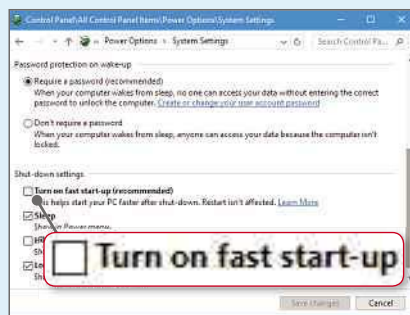 Control Panel\All Control Panel Items\Power Options\System Settings
Power Options > System Settings
Search Control Pa...
Password protection on wake-up
Require a password (recommended)
When your computer wakes from sleep, no one can access your data without entering the correct
password to unlock the computer. Create or change your user account password
Don't require a password
When your computer wakes from sleep, anyone can access your data because the computer isn't
locked.
Shut-down settings
Turn on fast start-up (recommended)
This helps start your PC faster after shut-down. Restart isn't affected. Learn More
Sleep
Show in Power menu.
Turn on fast start-up
Save changes
Cancel